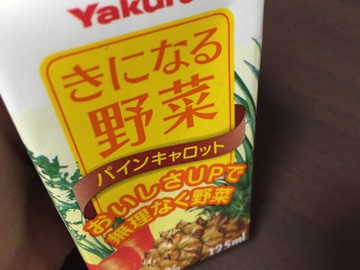 Yakult
きになる
野菜
パインキャロット
おいしさUPで
無理なく野菜
125ml